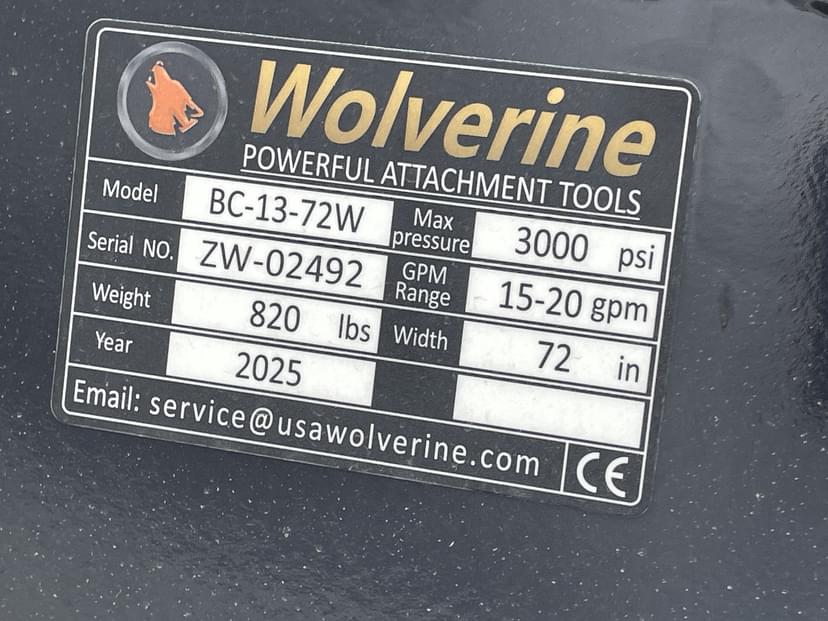 Wolverine
POWERFUL ATTACHMENT TOOLS
Model BC-13-72W Max pressure 3000 psi
Serial NO. ZW-02492 GPM Range 15-20 gpm
Weight 820 lbs Width 72 in
Year 2025
Email: service@usawolverine.com CE